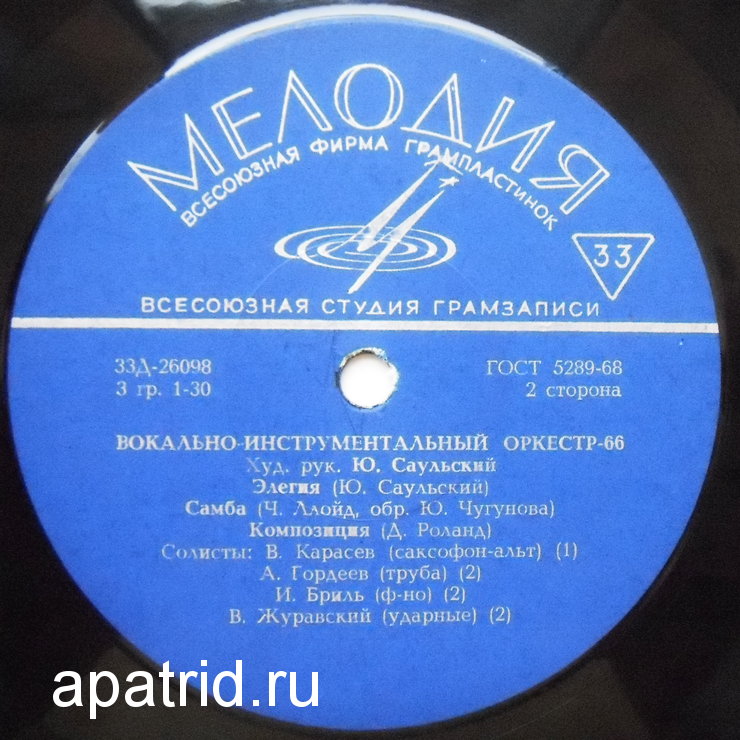 МЕЛОДИЯ
ВСЕСОЮЗНАЯ ФИРМА ГРАМПЛАСТИНОК
33
ВСЕСОЮЗНАЯ СТУДИЯ ГРАМЗАПИСИ
33Д-26098
3 гр. 1-30
ГОСТ 5289-68
2 сторона
ВОКАЛЬНО-ИНСТРУМЕНТАЛЬНЫЙ ОРКЕСТР-66
Худ. рук. Ю. Саульский
Элегия (Ю. Саульский)
Самба (Ч. Ллойд, обр. Ю. Чугунова)
Композиция (Д. Роланд)
Солисты: В. Карасев (саксофон-альт) (1)
А. Гордеев (труба) (2)
И. Бриль (ф-но) (2)
В. Журавский (ударные) (2)
apatrid.ru